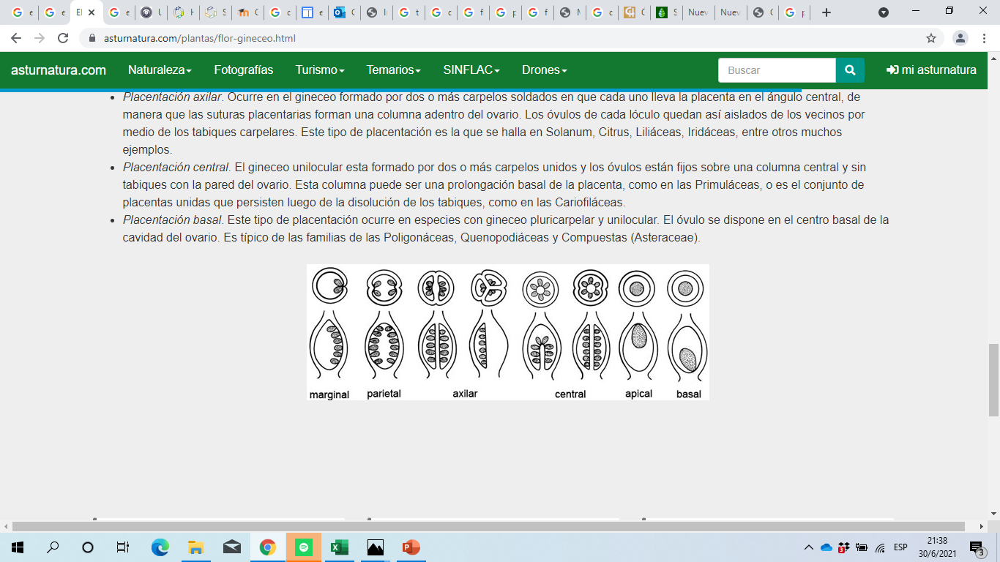 e
e
El
e
U
H
S
C
c
e
C
In
t
c
f
p
f
M
c
C
S
Nuev
Nuev
C
p
asturnatura.com/plantas/flor-gineceo.html
asturnatura.com Naturaleza Fotografías Turismo Temarios SINFLAC Drones Buscar mi asturnatura
• Placentación axilar. Ocurre en el gineceo formado por dos o más carpelos soldados en que cada uno lleva la placenta en el ángulo central, de
manera que las suturas placentarias forman una columna adentro del ovario. Los óvulos de cada lóculo quedan así aislados de los vecinos por
medio de los tabiques carpelares. Este tipo de placentación es la que se halla en Solanum, Citrus, Liliáceas, Iridáceas, entre otros muchos
ejemplos.
• Placentación central. El gineceo unilocular esta formado por dos o más carpelos unidos y los óvulos están fijos sobre una columna central y sin
tabiques con la pared del ovario. Esta columna puede ser una prolongación basal de la placenta, como en las Primuláceas, o es el conjunto de
placentas unidas que persisten luego de la disolución de los tabiques, como en las Cariofiláceas.
• Placentación basal. Este tipo de placentación ocurre en especies con gineceo pluricarpelar y unilocular. El óvulo se dispone en el centro basal de la
cavidad del ovario. Es típico de las familias de las Poligonáceas, Quenopodiáceas y Compuestas (Asteraceae).
marginal parietal axilar central apical basal
ESP
21:38
30/6/2021
3